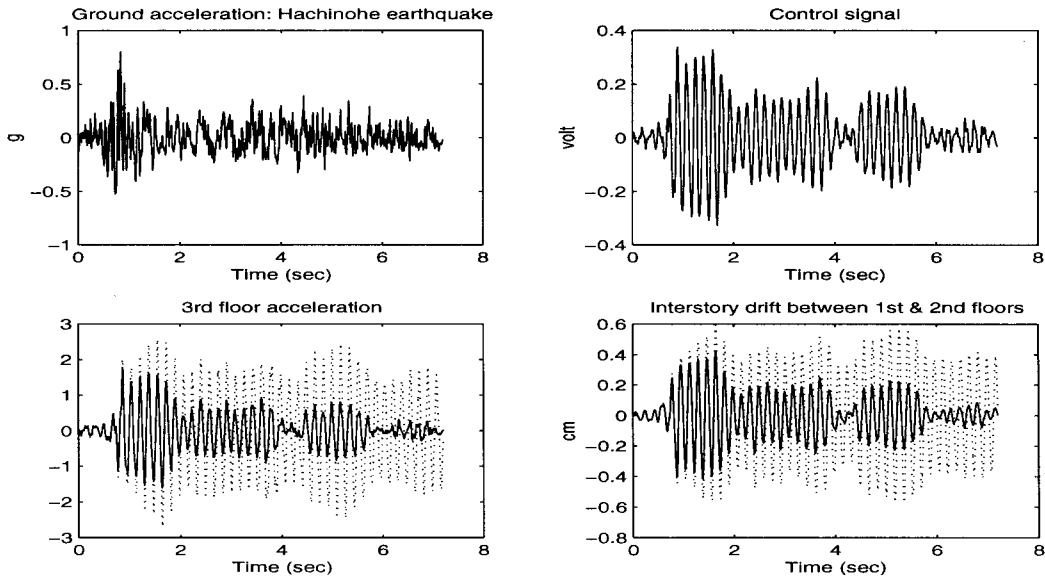 Ground acceleration: Hachinohe earthquake
1
0.5
0
−0.5
−1
g
0 2 4 6 8
Time (sec)
Control signal
0.4
0.2
0
−0.2
−0.4
volt
0 2 4 6 8
Time (sec)
3rd floor acceleration
3
2
1
0
−1
−2
−3
0 2 4 6 8
Time (sec)
Interstory drift between 1st & 2nd floors
0.6
0.4
0.2
0
−0.2
−0.4
−0.6
−0.8
cm
0 2 4 6 8
Time (sec)